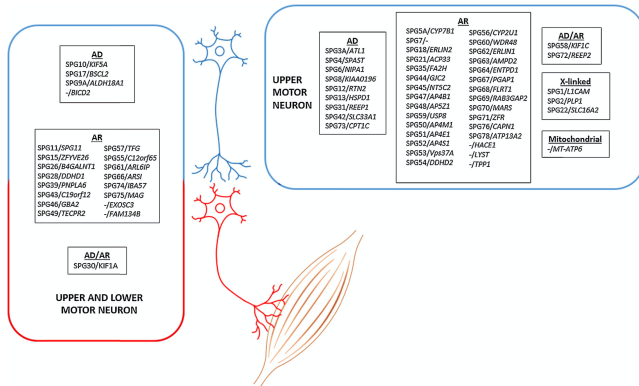 AD
SPG10/KIF5A
SPG17/BSCL2
SPG9A/ALDH18A1
-/BICD2
AR
SPG11/SPG11
SPG15/ZFYVE26
SPG26/B4GALNT1
SPG28/DDHD1
SPG39/PNPLA6
SPG43/C19orf12
SPG46/GBA2
SPG49/TECPR2
SPG57/TFG
SPG55/C12orf65
SPG61/ARL6IP
SPG66/ARSI
SPG74/IBA57
SPG75/MAG
-/EXOSC3
-/FAM134B
AD/AR
SPG30/KIF1A
UPPER AND LOWER
MOTOR NEURON
UPPER
MOTOR
NEURON
AD
SPG3A/ATL1
SPG4/SPAST
SPG6/NIPA1
SPG8/KIAA0196
SPG12/RTN2
SPG13/HSPD1
SPG31/REEP1
SPG42/SLC33A1
SPG73/CPT1C
AR
SPG5A/CYP7B1
SPG7/-
SPG18/ERLIN2
SPG21/ACP33
SPG35/FA2H
SPG44/GJC2
SPG45/NT5C2
SPG47/AP4B1
SPG48/AP5Z1
SPG59/USP8
SPG50/AP4M1
SPG51/AP4E1
SPG52/AP4S1
SPG53/Vps37A
SPG54/DDHD2
SPG56/CYP2U1
SPG60/WDR48
SPG62/ERLIN1
SPG63/AMPD2
SPG64/ENTPD1
SPG67/PGAP1
SPG68/FLRT1
SPG69/RAB3GAP2
SPG70/MARS
SPG71/ZFR
SPG76/CAPN1
SPG78/ATP13A2
-/HACE1
-/LYST
-/TPP1
AD/AR
SPG58/KIF1C
SPG72/REEP2
X-linked
SPG1/L1CAM
SPG2/PLP1
SPG22/SLC16A2
Mitochondrial
-/MT-ATP6